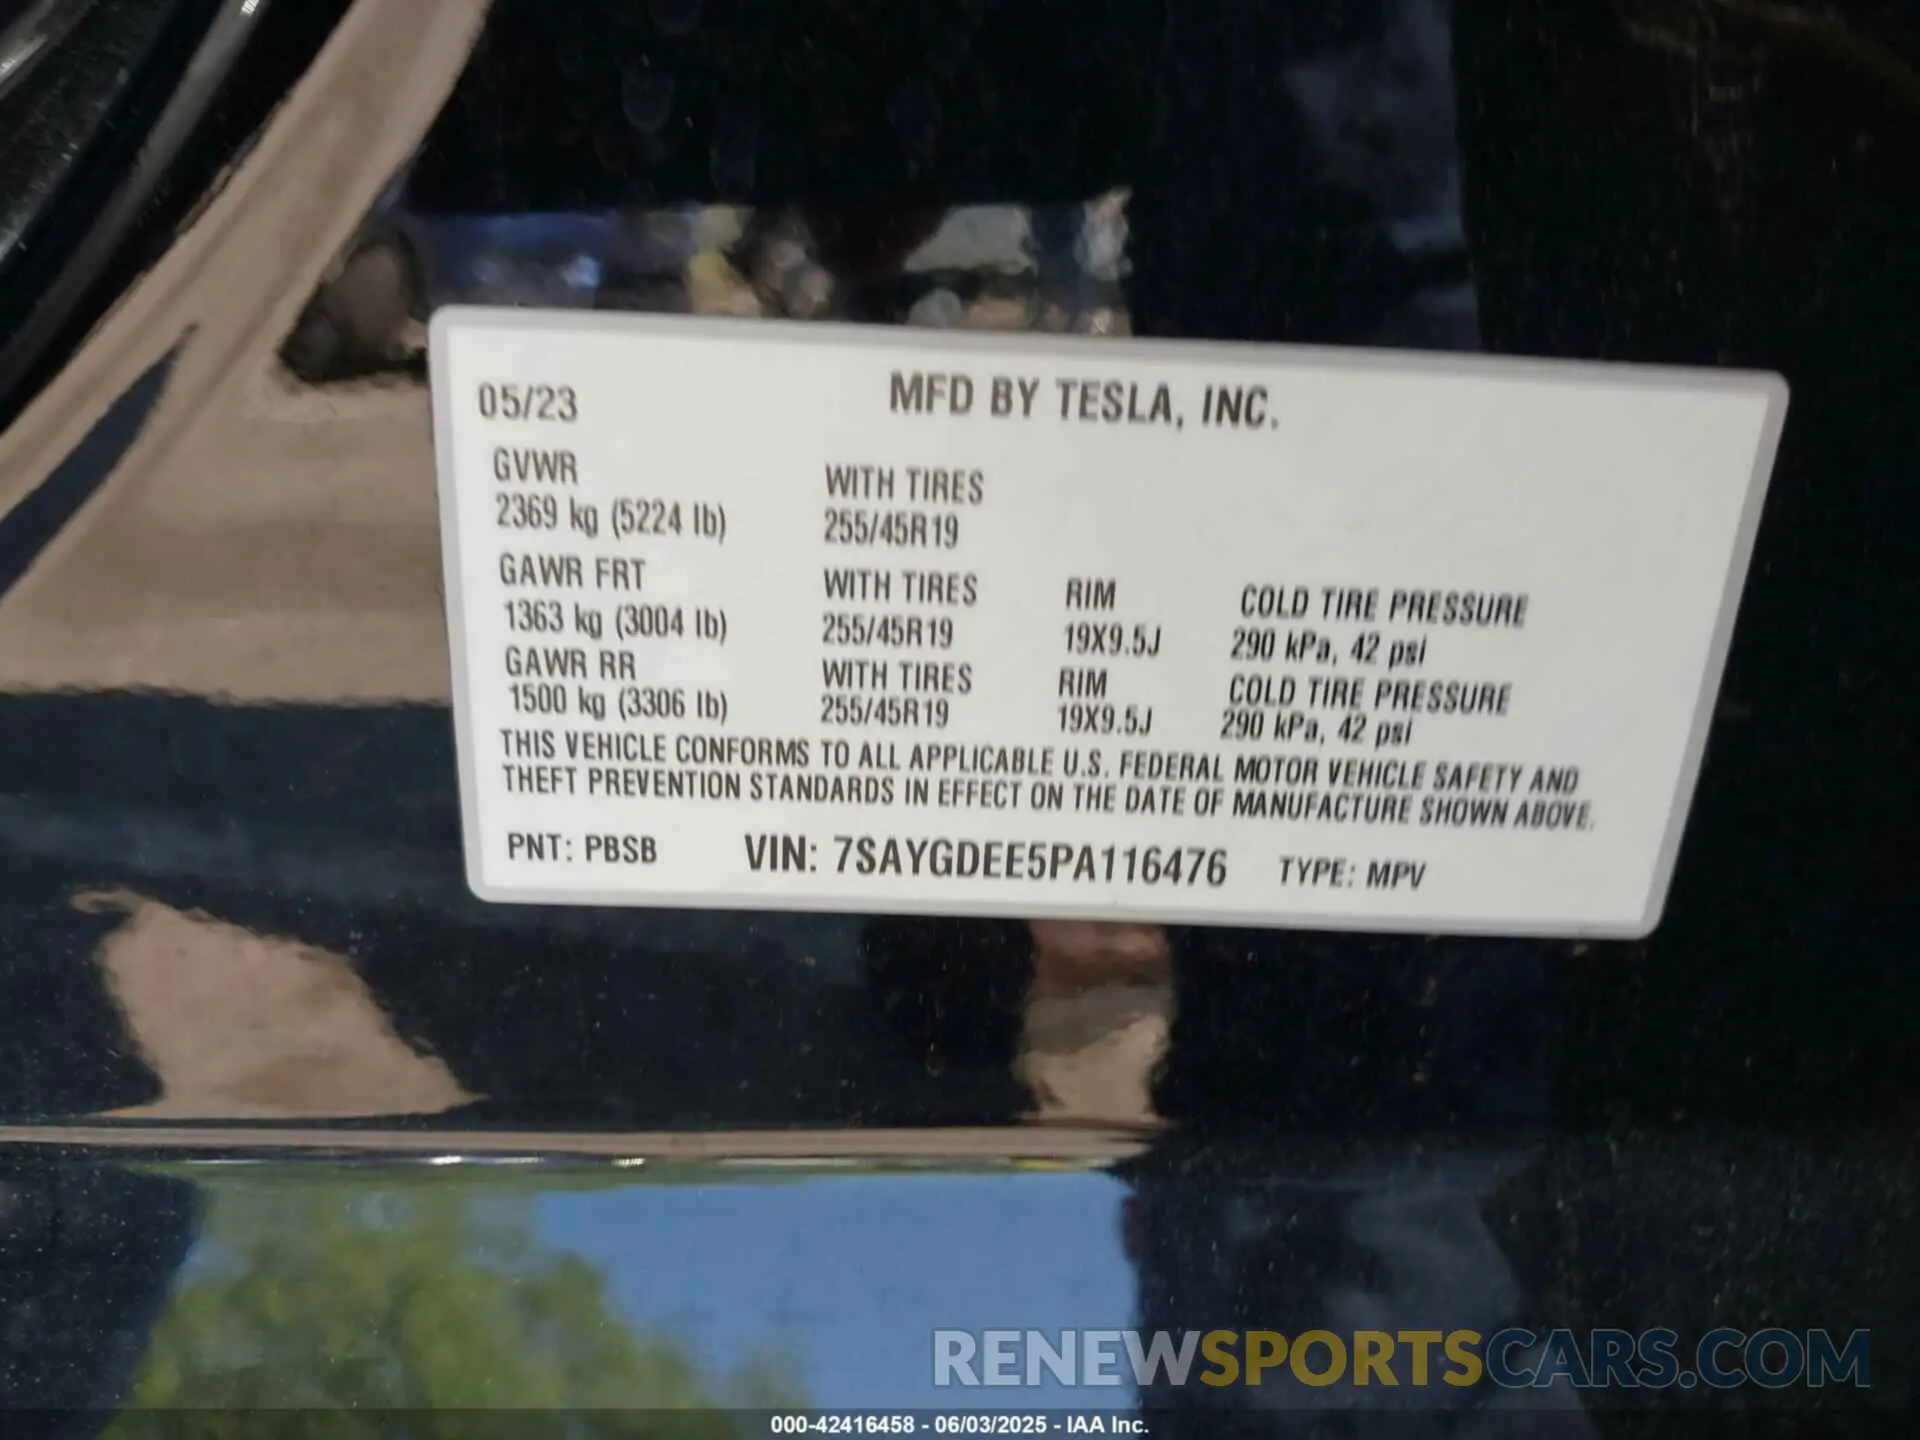 05/23 MFD BY TESLA, INC.
GVWR WITH TIRES
2369 kg (5224 lb) 255/45R19
GAWR FRT WITH TIRES RIM COLD TIRE PRESSURE
1363 kg (3004 lb) 255/45R19 19X9.5J 290 kPa, 42 psi
GAWR RR WITH TIRES RIM COLD TIRE PRESSURE
1500 kg (3306 lb) 255/45R19 19X9.5J 290 kPa, 42 psi
THIS VEHICLE CONFORMS TO ALL APPLICABLE U.S. FEDERAL MOTOR VEHICLE SAFETY AND
THEFT PREVENTION STANDARDS IN EFFECT ON THE DATE OF MANUFACTURE SHOWN ABOVE.
PNT: PBSB VIN: 7SAYGDEE5PA116476 TYPE: MPV
RENEWSPORTSCARS.COM
000-42416458 - 06/03/2025 - IAA Inc.